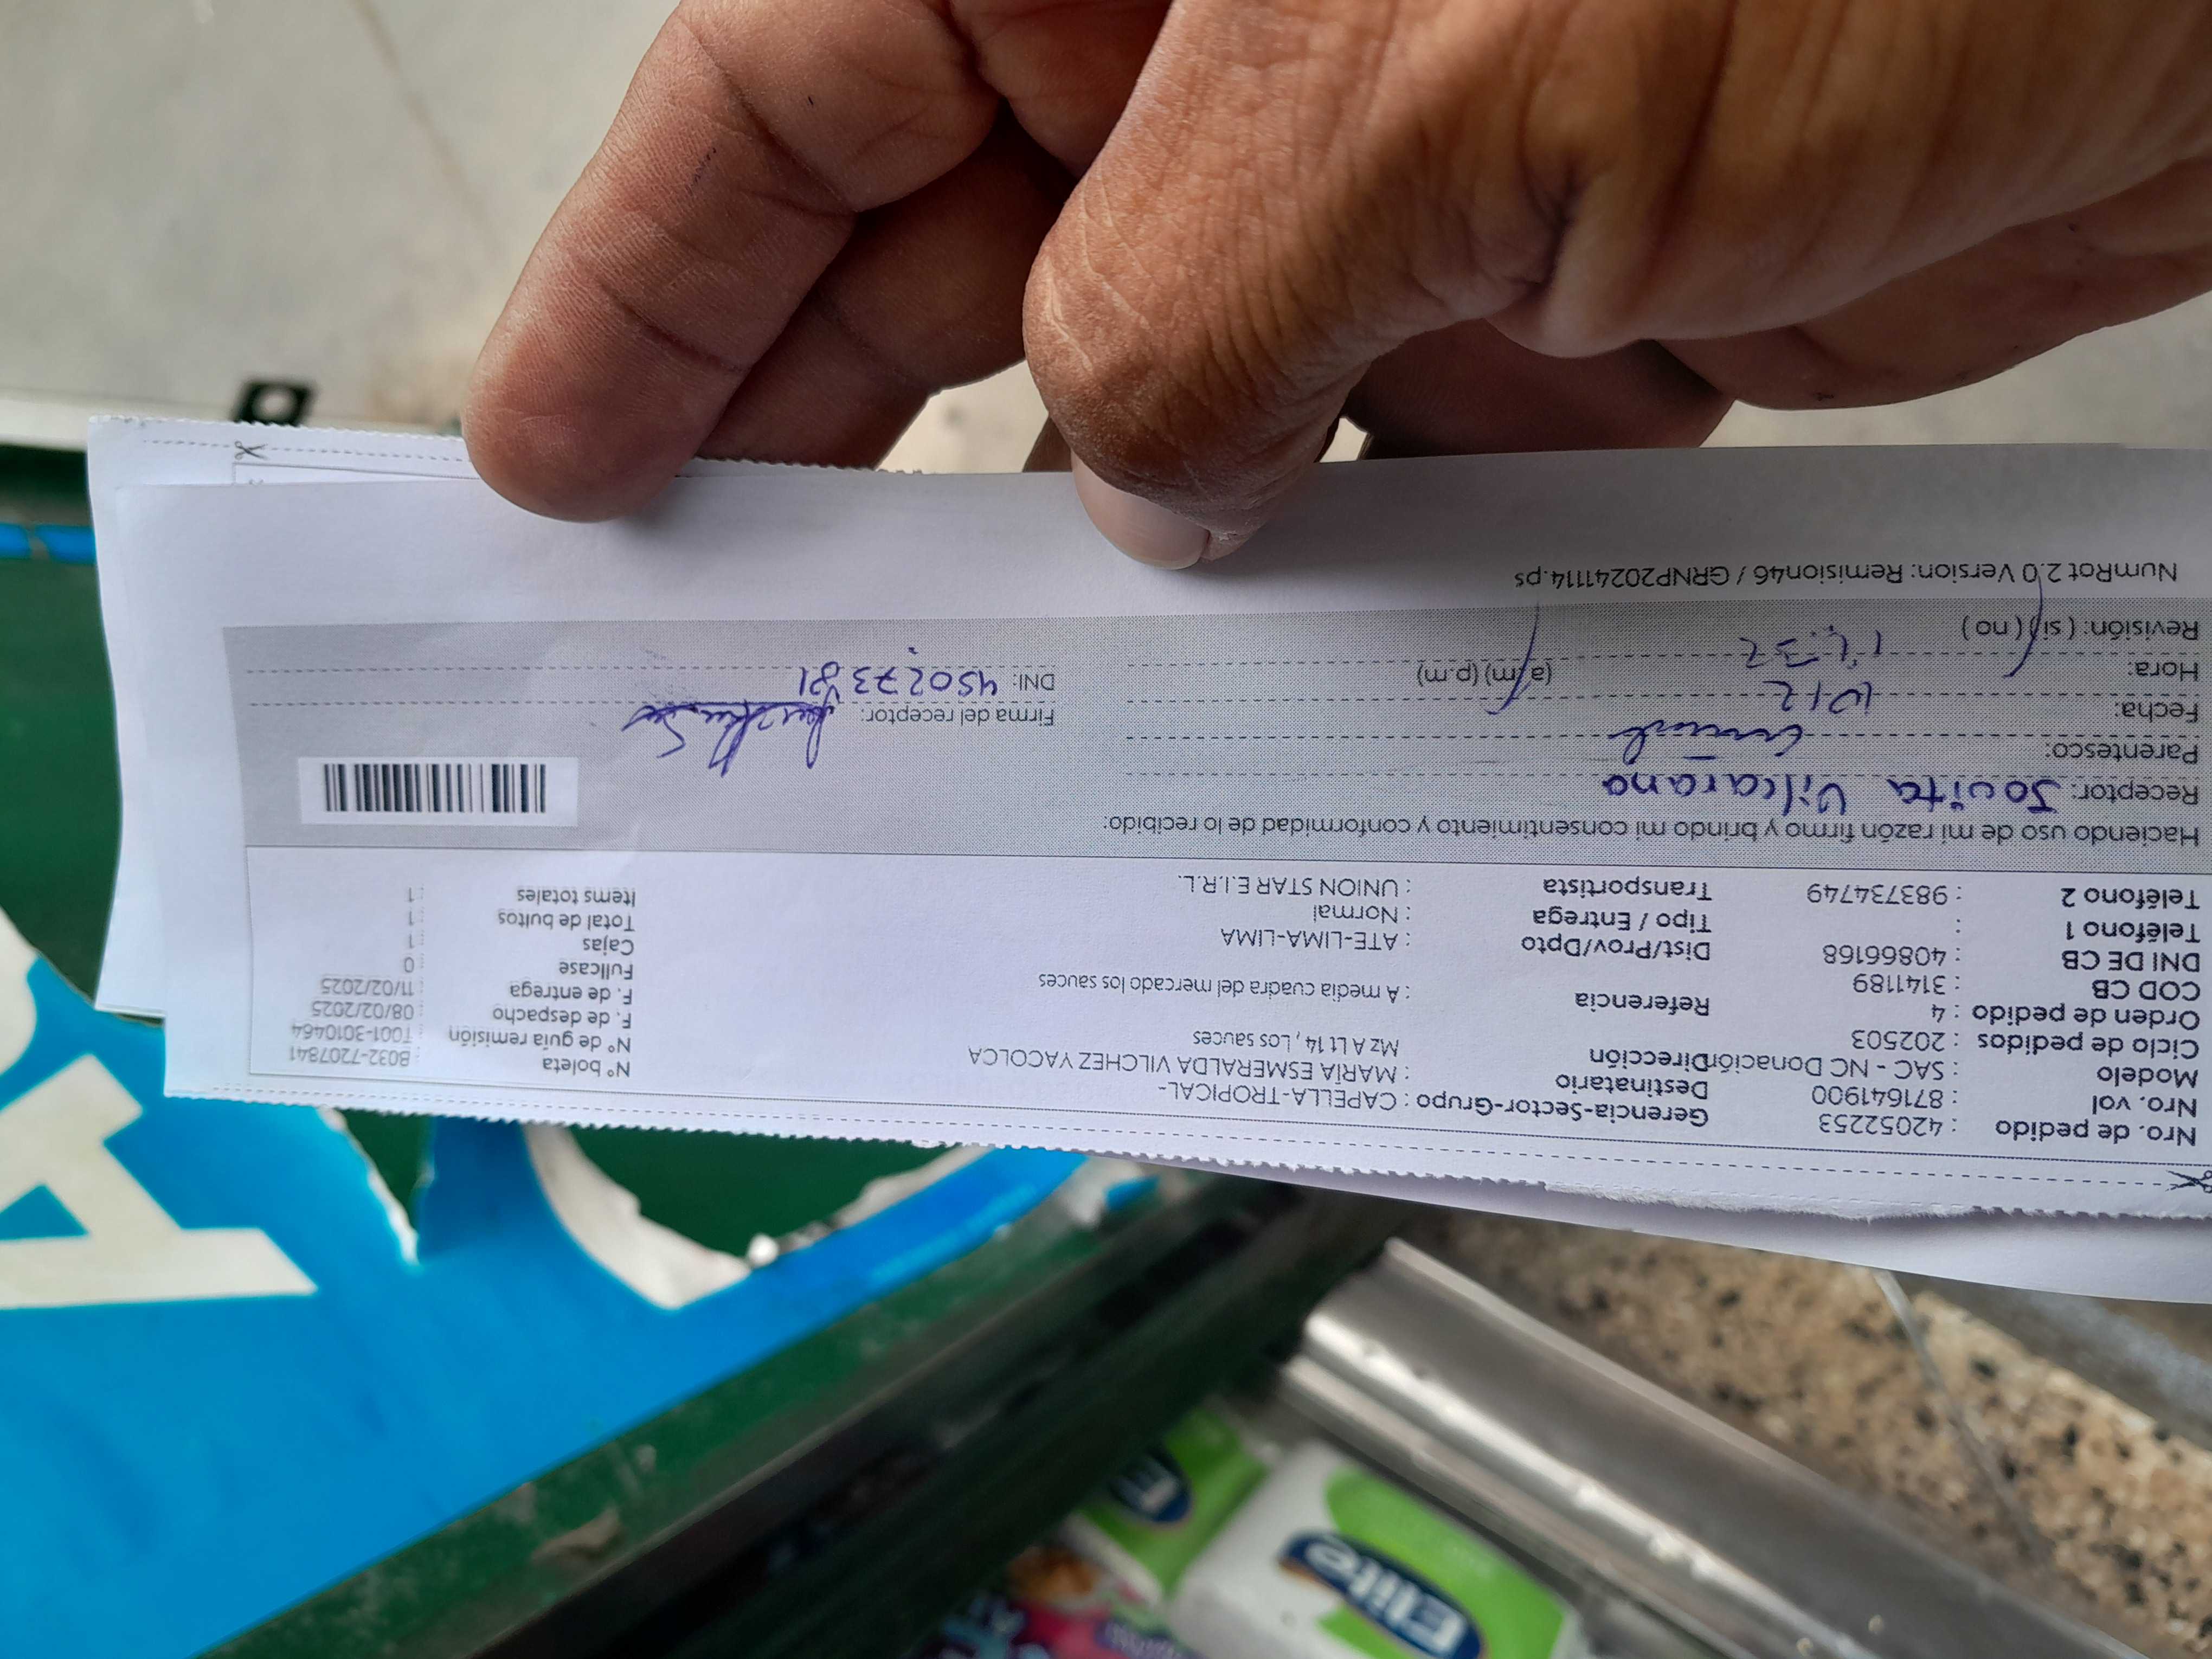 Nro. de pedido : 42052253
Nro. vol : 871641900
Modelo : SAC - NC Donación
Ciclo de pedidos : 202503
Orden de pedido : 4
COD CB : 3141189
DNI DE CB : 40866168
Teléfono 1 :
Teléfono 2 : 983734749
Gerencia-Sector-Grupo : CAPELLA-TROPICAL-
Destinatario : MARÍA ESMERALDA VILCHEZ YACOLCA
Dirección Mz A Lt 14 , Los sauces
Referencia : A media cuadra del mercado los sauces
Dist/Prov/Dpto : ATE-LIMA-LIMA
Tipo / Entrega : Normal
Transportista : UNION STAR E.I.R.L.
N° boleta : B032-7207841
N° de guía remisión : T001-3010464
F. de despacho : 08/02/2025
F. de entrega : 11/02/2025
Fullcase : 0
Cajas : 1
Total de bultos : 1
Items totales : 1
Haciendo uso de mi razón firmo y brindo mi consentimiento y conformidad de lo recibido:
Receptor: Jovita Vilcarano
Parentesco:
Fecha: 10/2
Hora: (a.m) (p.m)
Revisión: ( si ) ( no )
Firma del receptor:
DNI: 45027381
NumRot 2.0 Version: Remision46 / GRNP20241114.ps
Elite